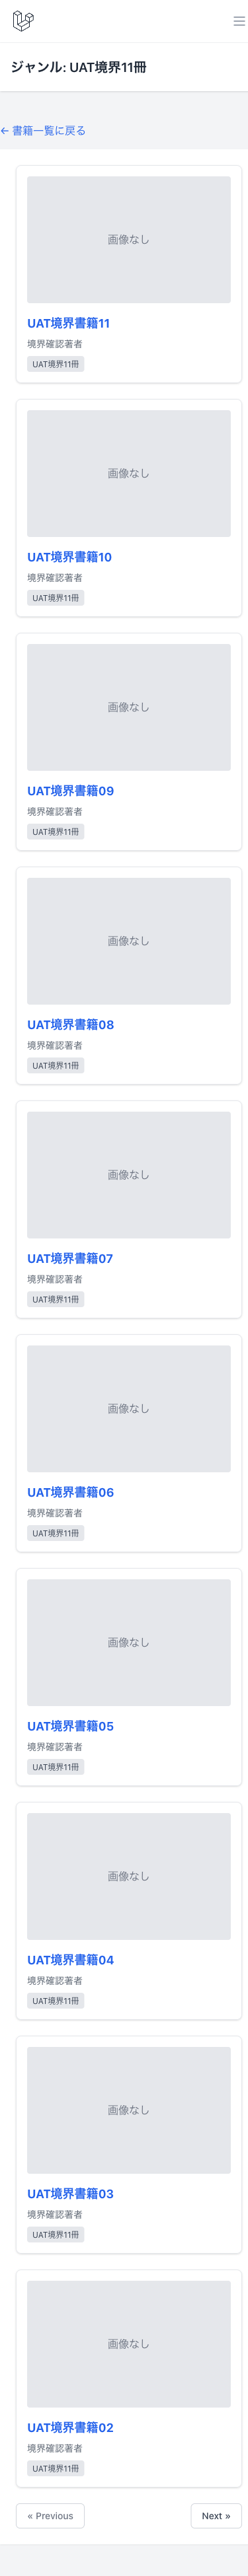 ジャンル: UAT境界11冊
← 書籍一覧に戻る
画像なし
UAT境界書籍11
境界確認著者
UAT境界11冊
画像なし
UAT境界書籍10
境界確認著者
UAT境界11冊
画像なし
UAT境界書籍09
境界確認著者
UAT境界11冊
画像なし
UAT境界書籍08
境界確認著者
UAT境界11冊
画像なし
UAT境界書籍07
境界確認著者
UAT境界11冊
画像なし
UAT境界書籍06
境界確認著者
UAT境界11冊
画像なし
UAT境界書籍05
境界確認著者
UAT境界11冊
画像なし
UAT境界書籍04
境界確認著者
UAT境界11冊
画像なし
UAT境界書籍03
境界確認著者
UAT境界11冊
画像なし
UAT境界書籍02
境界確認著者
UAT境界11冊
« Previous
Next »